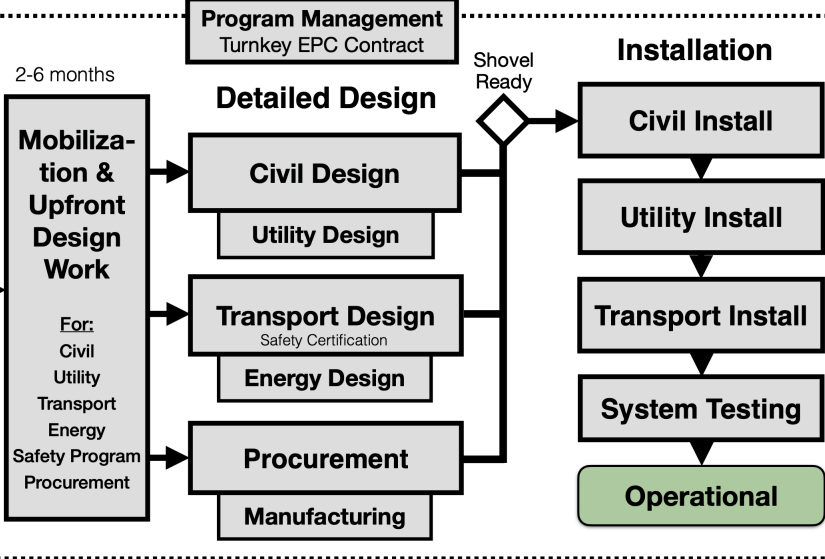 Program Management
Turnkey EPC Contract
2-6 months
Mobiliza-
tion &
Upfront
Design
Work
For:
Civil
Utility
Transport
Energy
Safety Program
Procurement
Detailed Design
Civil Design
Utility Design
Transport Design
Safety Certification
Energy Design
Procurement
Manufacturing
Shovel
Ready
Installation
Civil Install
Utility Install
Transport Install
System Testing
Operational